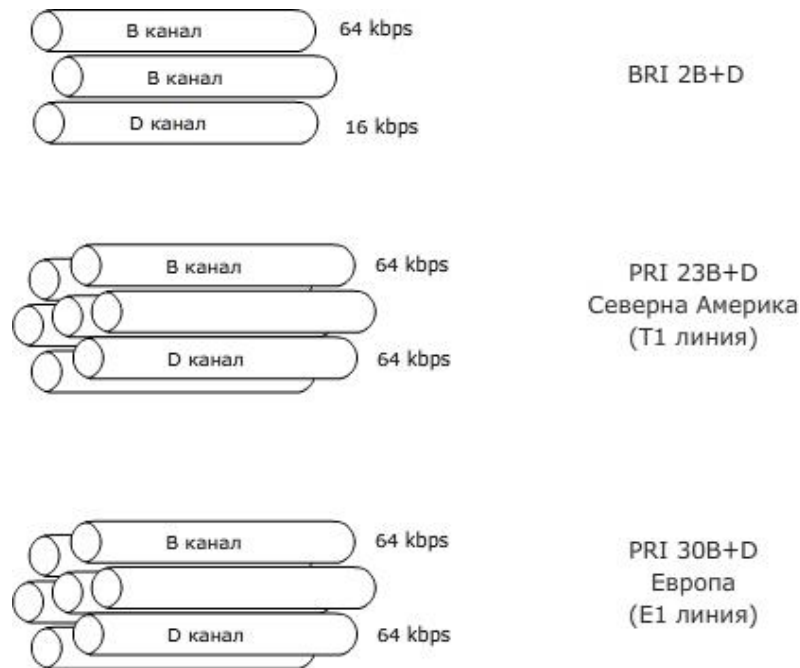 В канал 64 kbps
В канал
D канал 16 kbps
BRI 2B+D
В канал 64 kbps
D канал 64 kbps
PRI 23B+D
Северна Америка
(T1 линия)
В канал 64 kbps
D канал 64 kbps
PRI 30B+D
Европа
(E1 линия)